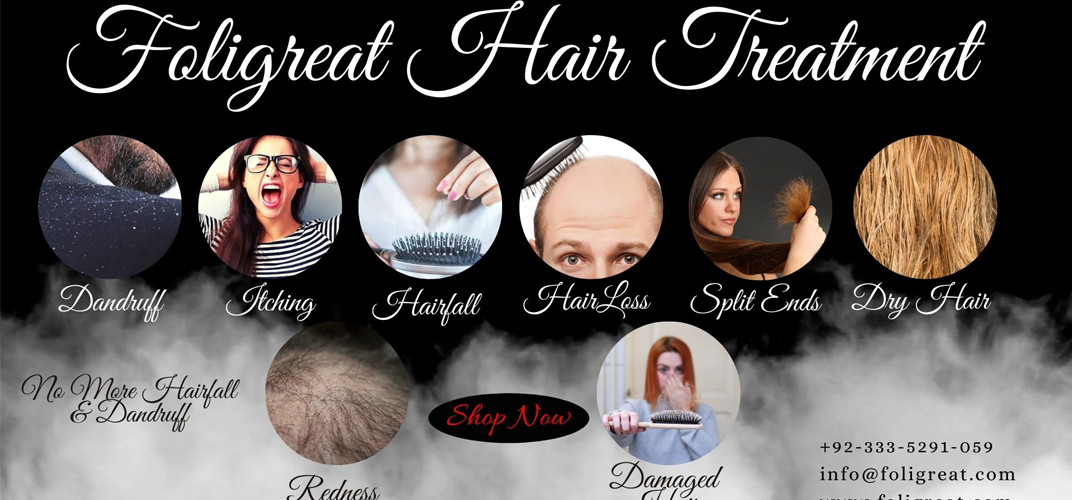 Foligreat Hair Treatment
Dandruff
Itching
Hairfall
HairLoss
Split Ends
Dry Hair
No More Hairfall
& Dandruff
Shop Now
Redness
Damaged
+92-333-5291-059
info@foligreat.com